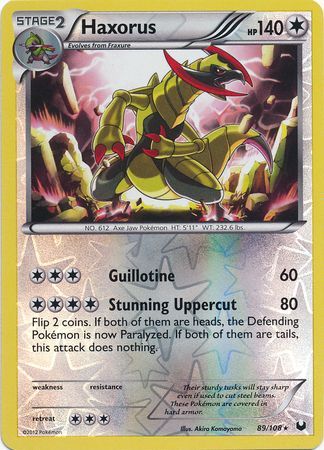 STAGE2 Haxorus HP140
Evolves from Fraxure
NO. 612 Axe Jaw Pokémon HT: 5'11" WT: 232.6 lbs.
Guillotine 60
Stunning Uppercut 80
Flip 2 coins. If both of them are heads, the Defending
Pokémon is now Paralyzed. If both of them are tails,
this attack does nothing.
weakness resistance
Their sturdy tusks will stay sharp
even if used to cut steel beams.
These Pokémon are covered in
hard armor.
retreat
©2012 Pokémon Illus. Akira Komayama 89/108